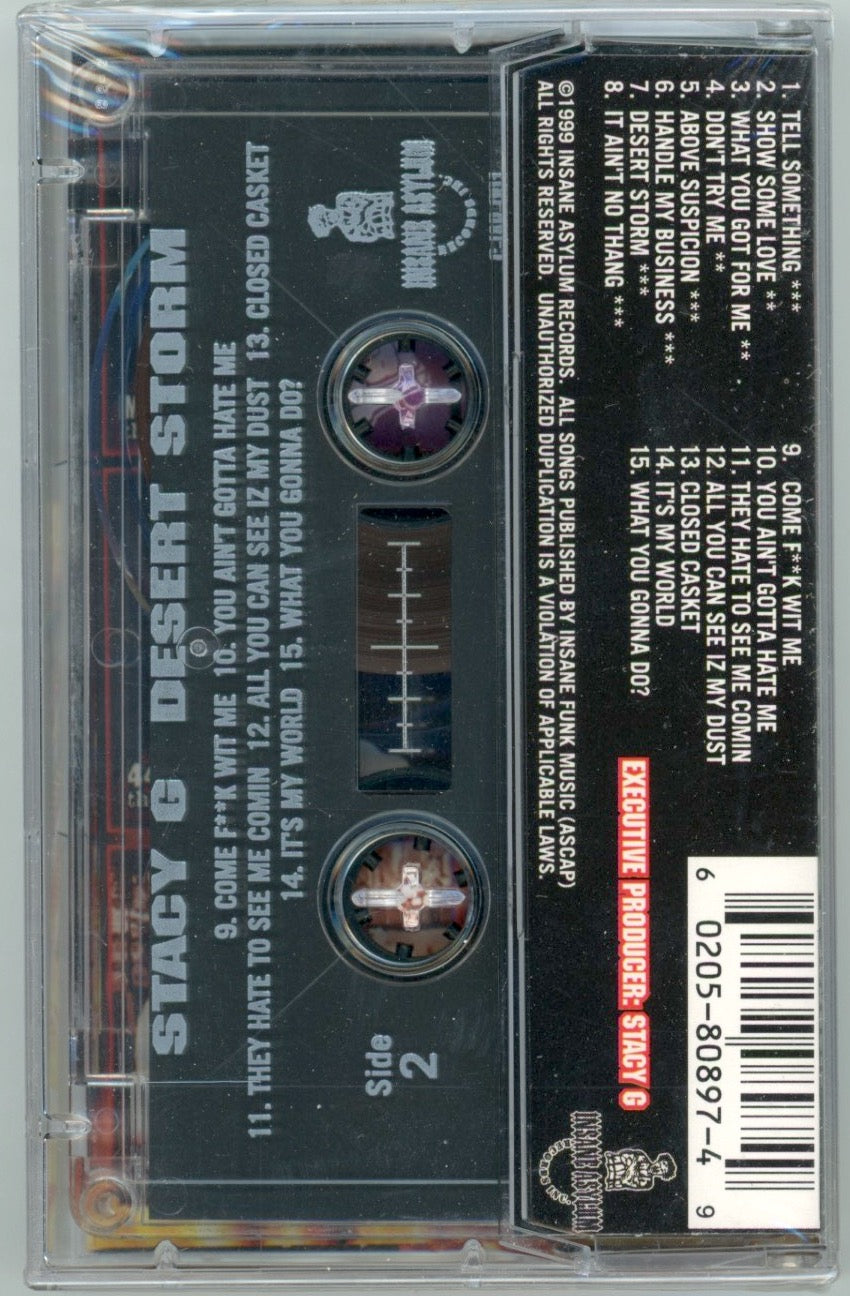 STACY G DESERT STORM
9. COME F**K WIT ME 10. YOU AIN'T GOTTA HATE ME
11. THEY HATE TO SEE ME COMIN 12. ALL YOU CAN SEE IZ MY DUST 13. CLOSED CASKET
14. IT'S MY WORLD 15. WHAT YOU GONNA DO?
Side
2
INSANE ASYLUM
RECORDS INC.
1. TELL SOMETHING ***
2. SHOW SOME LOVE **
3. WHAT YOU GOT FOR ME **
4. DON'T TRY ME **
5. ABOVE SUSPICION ***
6. HANDLE MY BUSINESS ***
7. DESERT STORM ***
8. IT AIN'T NO THANG ***
9. COME F**K WIT ME
10. YOU AIN'T GOTTA HATE ME
11. THEY HATE TO SEE ME COMIN
12. ALL YOU CAN SEE IZ MY DUST
13. CLOSED CASKET
14. IT'S MY WORLD
15. WHAT YOU GONNA DO?
EXECUTIVE PRODUCER: STACY G
©1999 INSANE ASYLUM RECORDS. ALL SONGS PUBLISHED BY INSANE FUNK MUSIC (ASCAP)
ALL RIGHTS RESERVED. UNAUTHORIZED DUPLICATION IS A VIOLATION OF APPLICABLE LAWS.
6 0205-80897-4 9
INSANE ASYLUM
RECORDS INC.